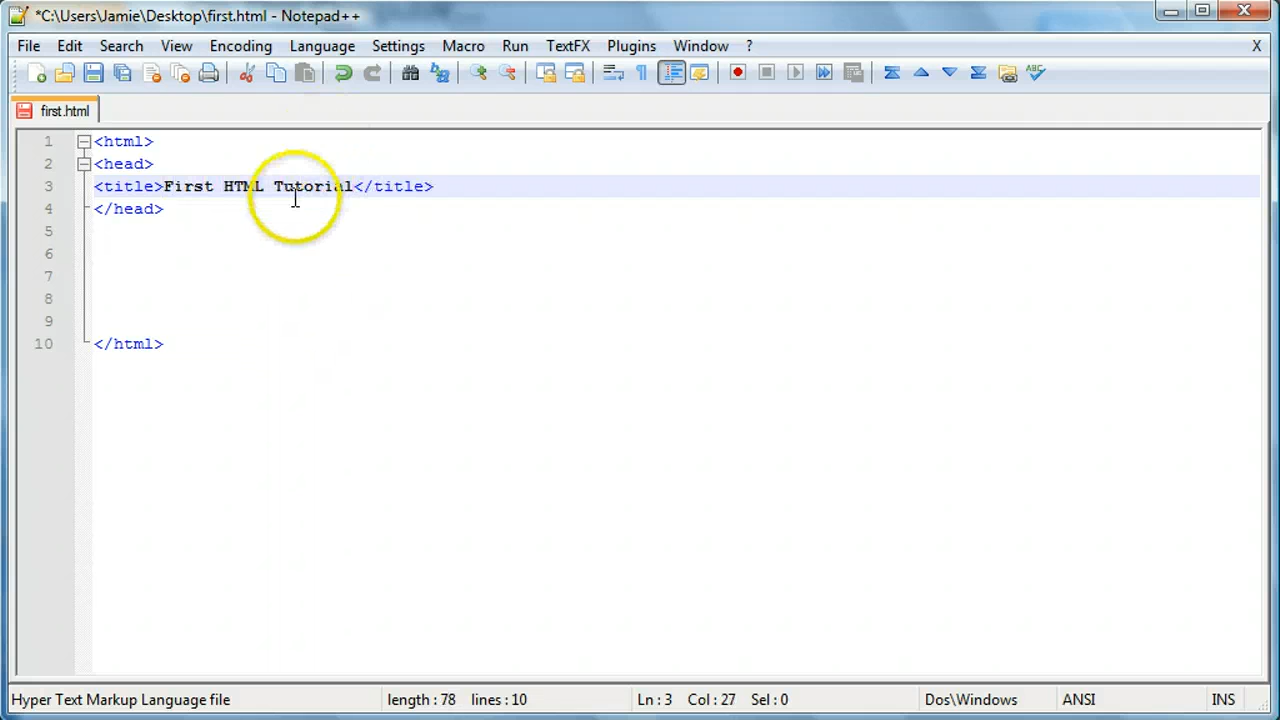 *C:\Users\Jamie\Desktop\first.html - Notepad++
File Edit Search View Encoding Language Settings Macro Run TextFX Plugins Window ? X
ABC
first.html
1 <html>
2 <head>
3 <title>First HTML Tutorial</title>
4 </head>
5
6
7
8
9
10 </html>
Hyper Text Markup Language file length : 78 lines : 10 Ln : 3 Col : 27 Sel : 0 Dos\Windows ANSI INS